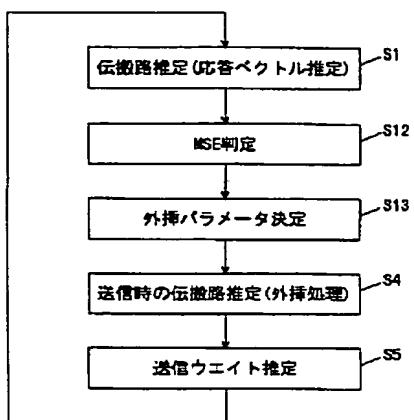 伝搬路推定(応答ベクトル推定)
S1
MSE判定
S12
外挿パラメータ決定
S13
送信時の伝搬路推定(外挿処理)
S4
送信ウエイト推定
S5